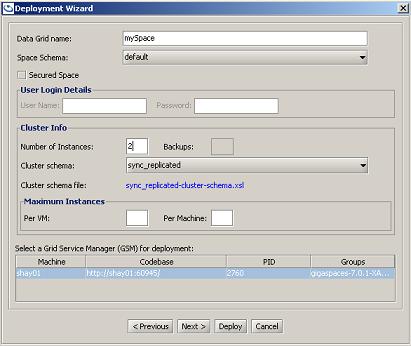 Deployment Wizard
Data Grid name: mySpace
Space Schema: default
Secured Space
User Login Details
User Name: Password:
Cluster Info
Number of Instances: 2 Backups:
Cluster schema: sync_replicated
Cluster schema file: sync_replicated-cluster-schema.xsl
Maximum Instances
Per VM: Per Machine:
Select a Grid Service Manager (GSM) for deployment:
Machine Codebase PID Groups
shay01 http://shay01:60945/ 2760 gigaspaces-7.0.1-XA...
< Previous Next > Deploy Cancel